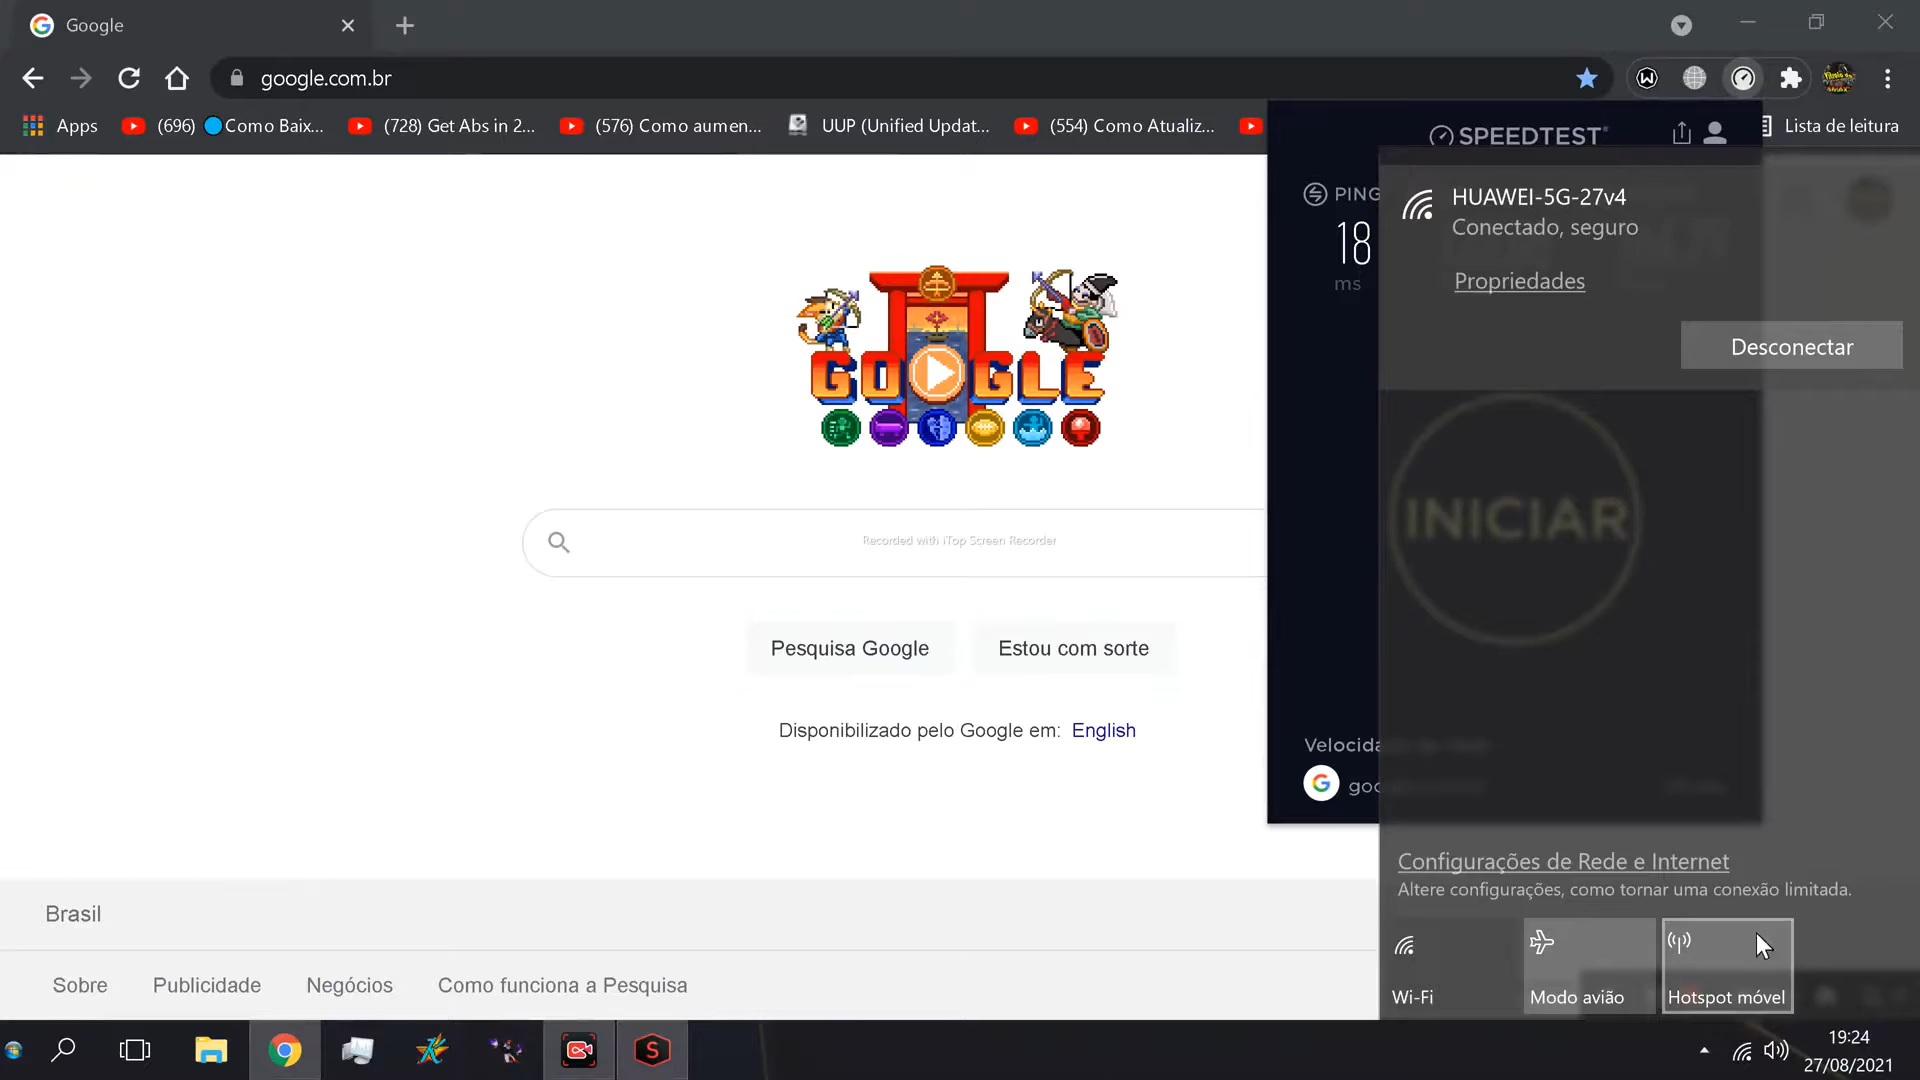 Google
google.com.br
Apps
(696) Como Baix...
(728) Get Abs in 2...
(576) Como aumen...
UUP (Unified Updat...
(554) Como Atualiz...
Lista de leitura
SPEEDTEST
PING
18
ms
HUAWEI-5G-27v4
Conectado, seguro
Propriedades
Desconectar
GOOGLE
INICIAR
Recorded with iTop Screen Recorder
Pesquisa Google
Estou com sorte
Disponibilizado pelo Google em: English
Configurações de Rede e Internet
Altere configurações, como tornar uma conexão limitada.
Brasil
Sobre
Publicidade
Negócios
Como funciona a Pesquisa
Wi-Fi
Modo avião
Hotspot móvel
19:24
27/08/2021